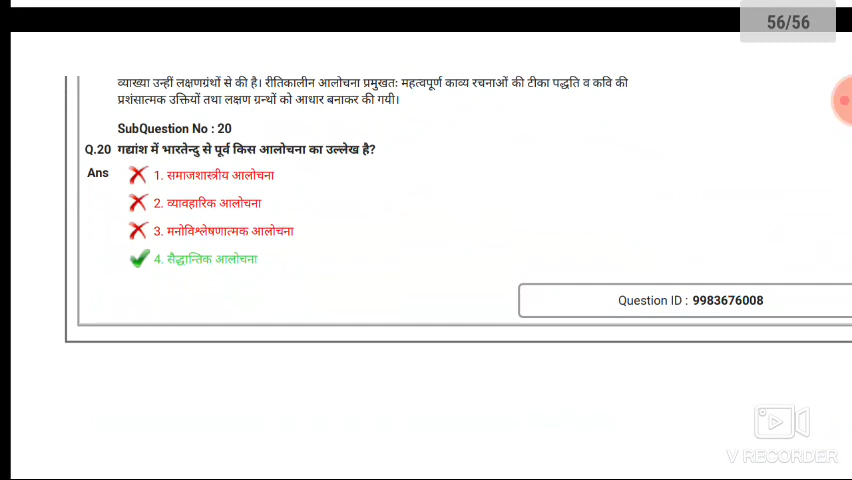 56/56
व्याख्या उन्हीं लक्षणग्रंथों से की है। रीतिकालीन आलोचना प्रमुखतः महत्वपूर्ण काव्य रचनाओं की टीका पद्धति व कवि की
प्रशंसात्मक उक्तियों तथा लक्षण ग्रन्थों को आधार बनाकर की गयी।
SubQuestion No : 20
Q.20 गद्यांश में भारतेन्दु से पूर्व किस आलोचना का उल्लेख है?
Ans 1. समाजशास्त्रीय आलोचना
2. व्यावहारिक आलोचना
3. मनोविश्लेषणात्मक आलोचना
4. सैद्धान्तिक आलोचना
Question ID : 9983676008
V RECORDER